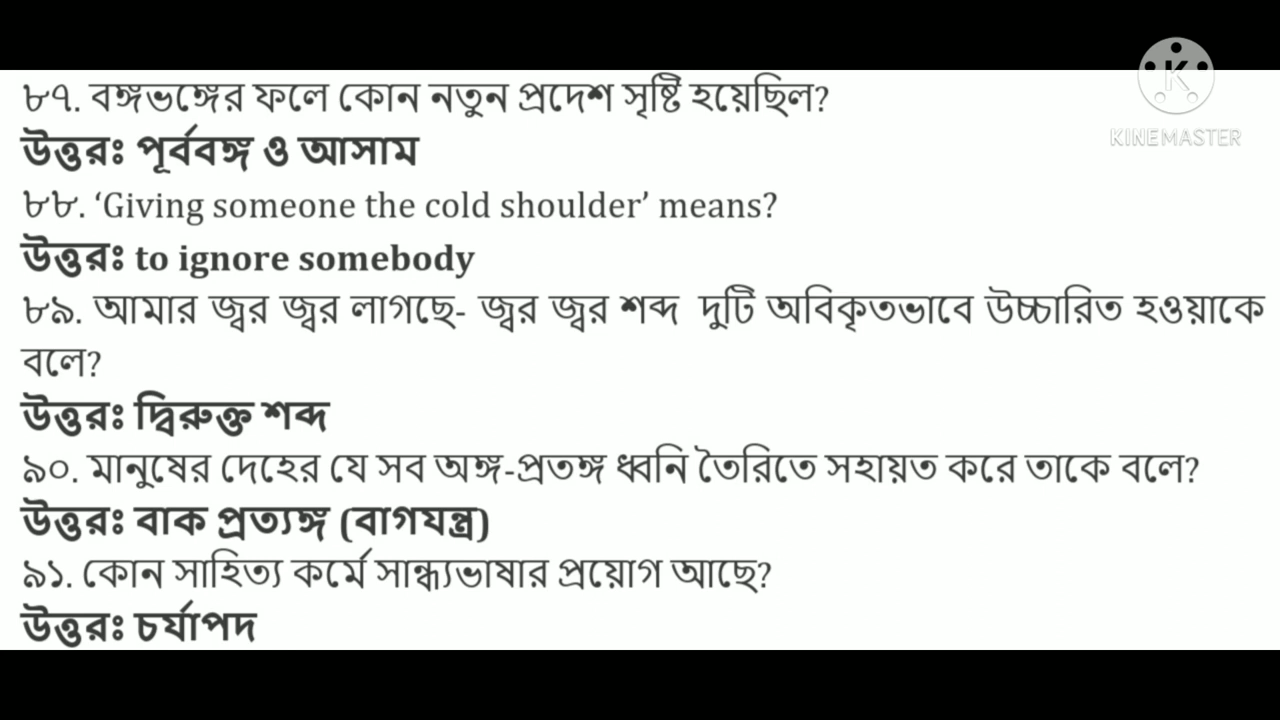 ৮৭. বঙ্গভঙ্গের ফলে কোন নতুন প্রদেশ সৃষ্টি হয়েছিল?
উত্তরঃ পূর্ববঙ্গ ও আসাম
৮৮. ‘Giving someone the cold shoulder’ means?
উত্তরঃ to ignore somebody
৮৯. আমার জ্বর জ্বর লাগছে- জ্বর জ্বর শব্দ দুটি অবিকৃতভাবে উচ্চারিত হওয়াকে
বলে?
উত্তরঃ দ্বিরুক্ত শব্দ
৯০. মানুষের দেহের যে সব অঙ্গ-প্রতঙ্গ ধ্বনি তৈরিতে সহায়ত করে তাকে বলে?
উত্তরঃ বাক প্রত্যঙ্গ (বাগযন্ত্র)
৯১. কোন সাহিত্য কর্মে সান্ধ্যভাষার প্রয়োগ আছে?
উত্তরঃ চর্যাপদ
K
KINEMASTER